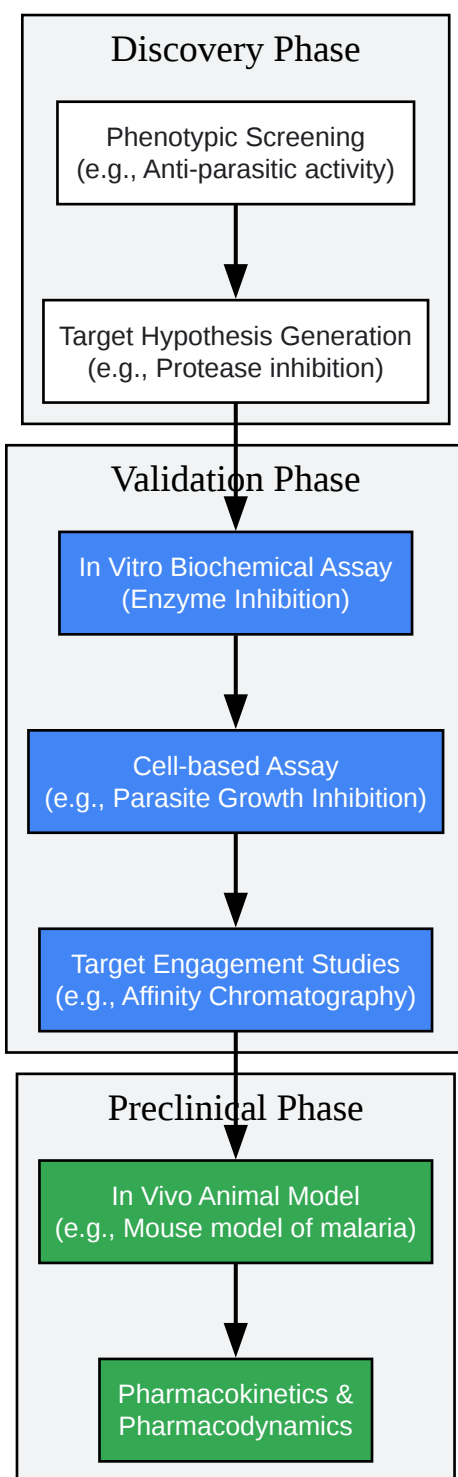 Discovery Phase
Phenotypic Screening
(e.g., Anti-parasitic activity)
Target Hypothesis Generation
(e.g., Protease inhibition)
Validation Phase
In Vitro Biochemical Assay
(Enzyme Inhibition)
Cell-based Assay
(e.g., Parasite Growth Inhibition)
Target Engagement Studies
(e.g., Affinity Chromatography)
Preclinical Phase
In Vivo Animal Model
(e.g., Mouse model of malaria)
Pharmacokinetics &
Pharmacodynamics